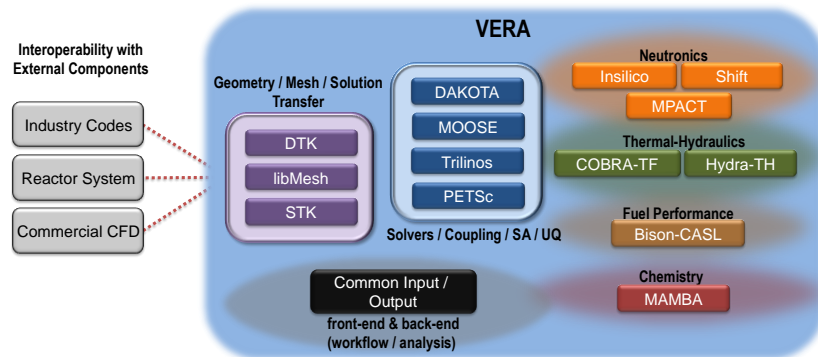 VERA
Interoperability with
External Components
Industry Codes
Reactor System
Commercial CFD
Geometry / Mesh / Solution
Transfer
DTK
libMesh
STK
DAKOTA
MOOSE
Trilinos
PETSc
Solvers / Coupling / SA / UQ
Neutronics
Insilico
Shift
MPACT
Thermal-Hydraulics
COBRA-TF
Hydra-TH
Fuel Performance
Bison-CASL
Chemistry
MAMBA
Common Input /
Output
front-end & back-end
(workflow / analysis)